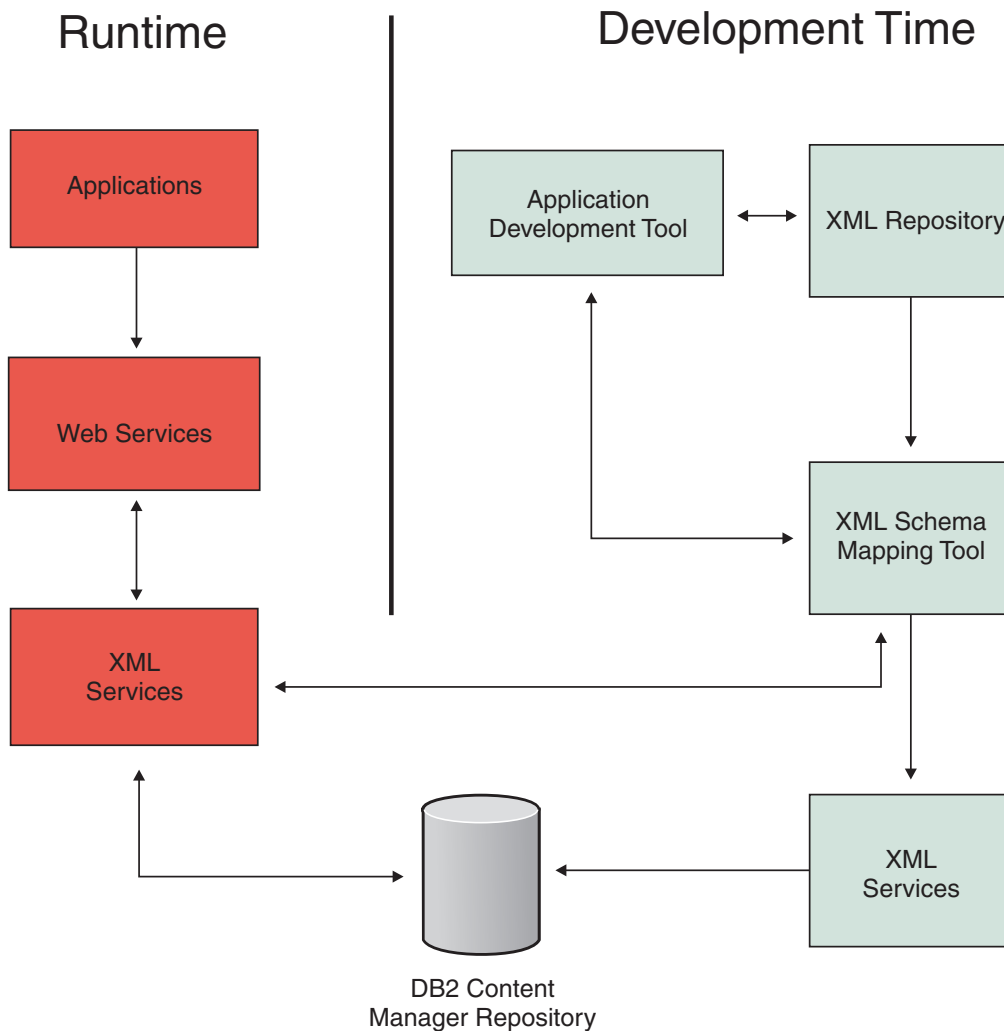 Runtime
Development Time
Applications
Application
Development Tool
XML Repository
Web Services
XML Schema
Mapping Tool
XML
Services
XML
Services
DB2 Content
Manager Repository